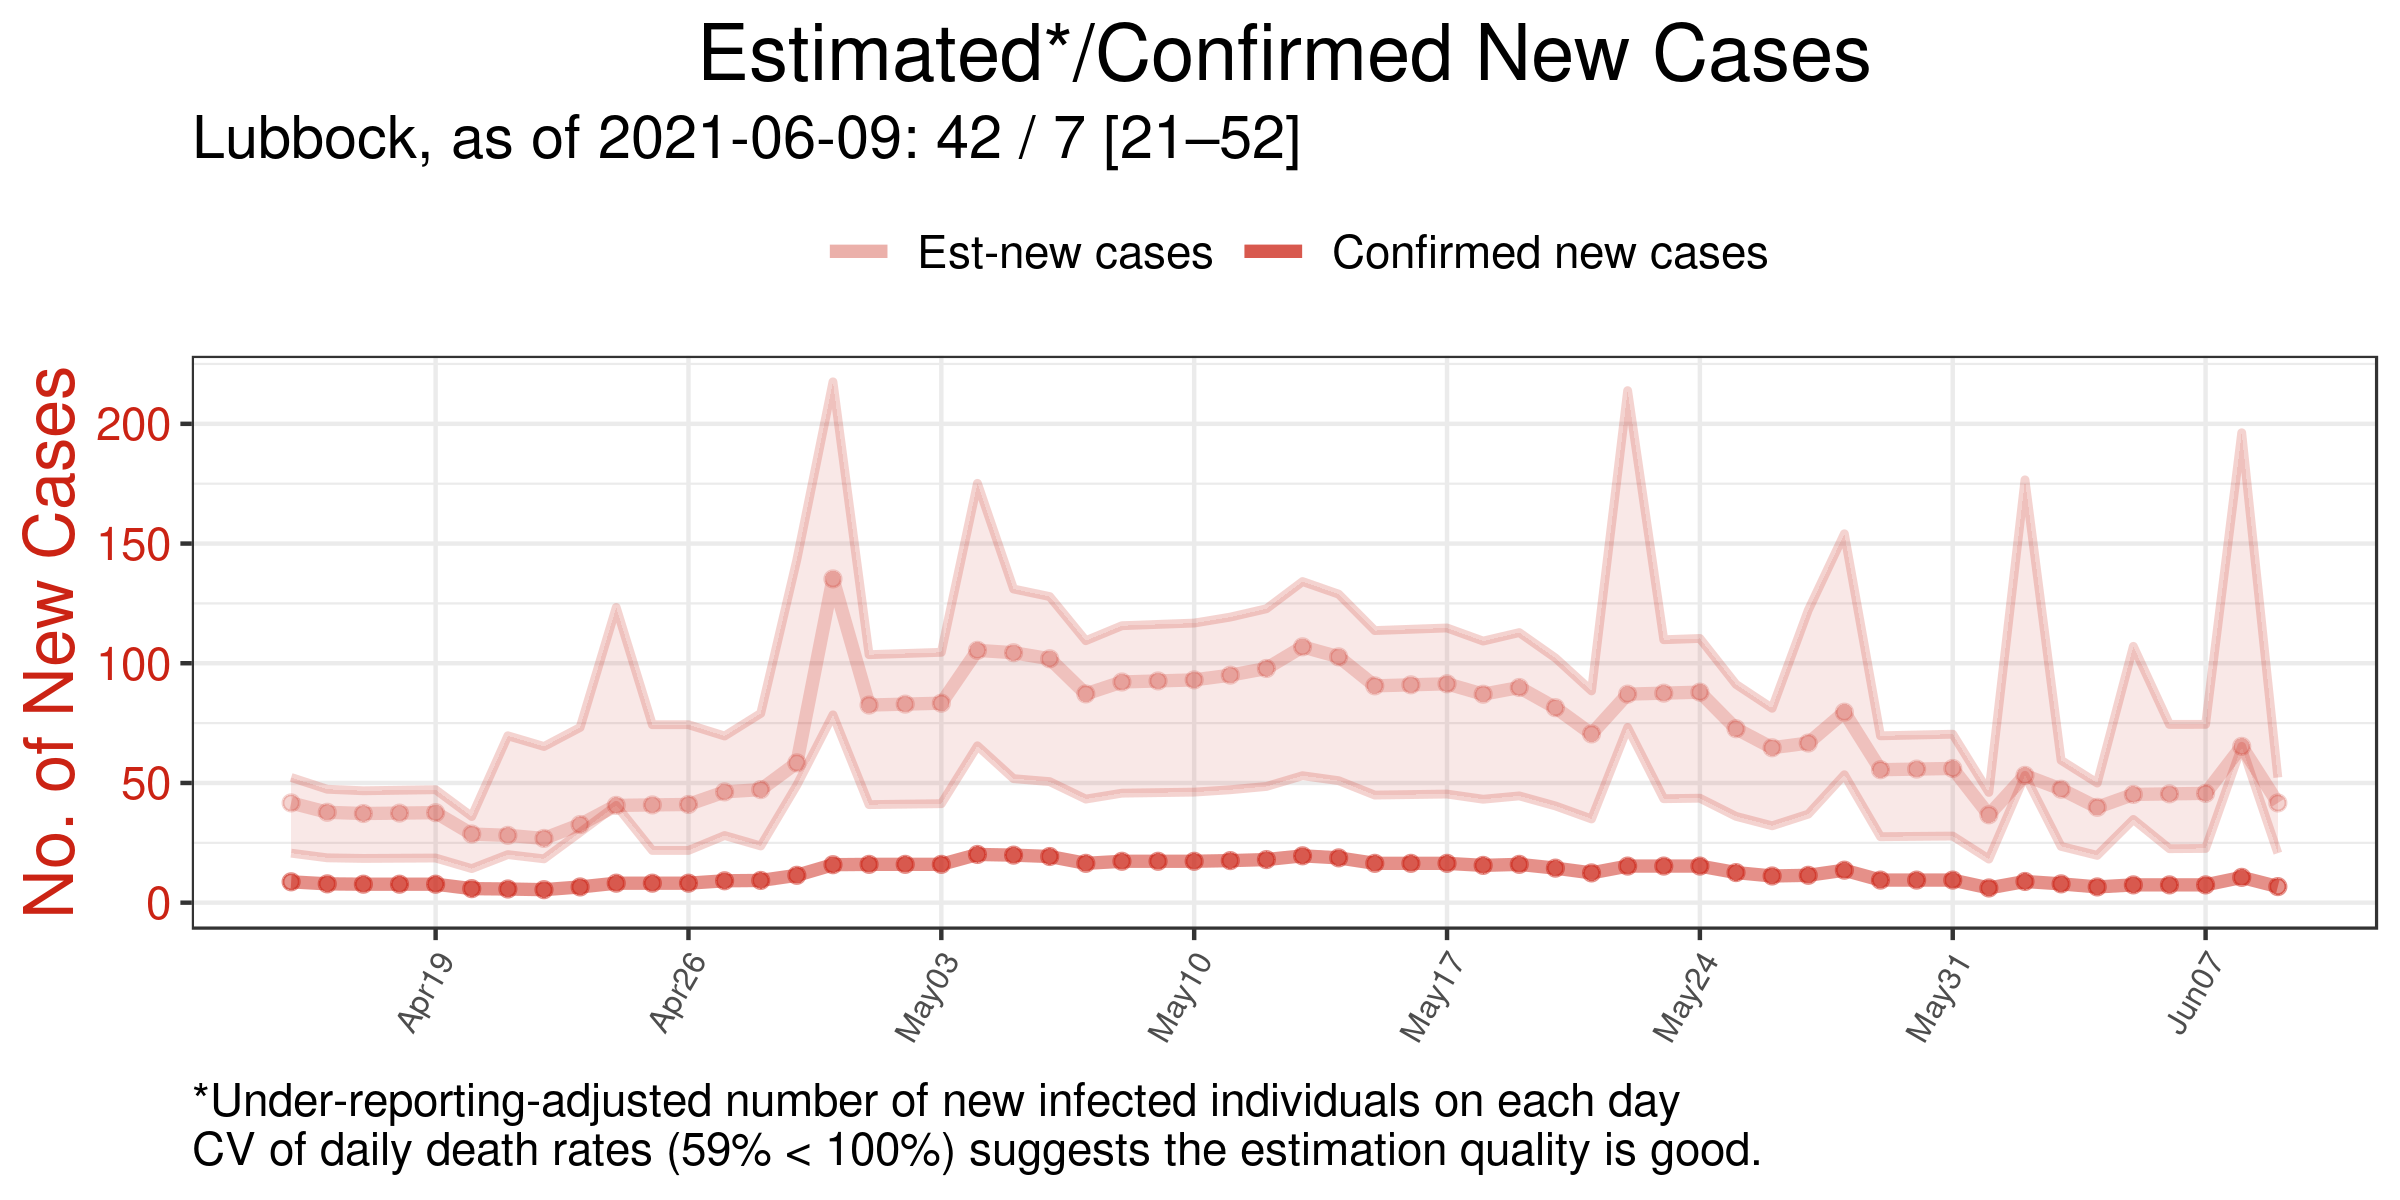 Estimated*/Confirmed New Cases
Lubbock, as of 2021-06-09: 42 / 7 [21–52]
Est-new cases
Confirmed new cases
No. of New Cases
200
150
100
50
0
Apr19
Apr26
May03
May10
May17
May24
May31
Jun07
*Under-reporting-adjusted number of new infected individuals on each day
CV of daily death rates (59% < 100%) suggests the estimation quality is good.